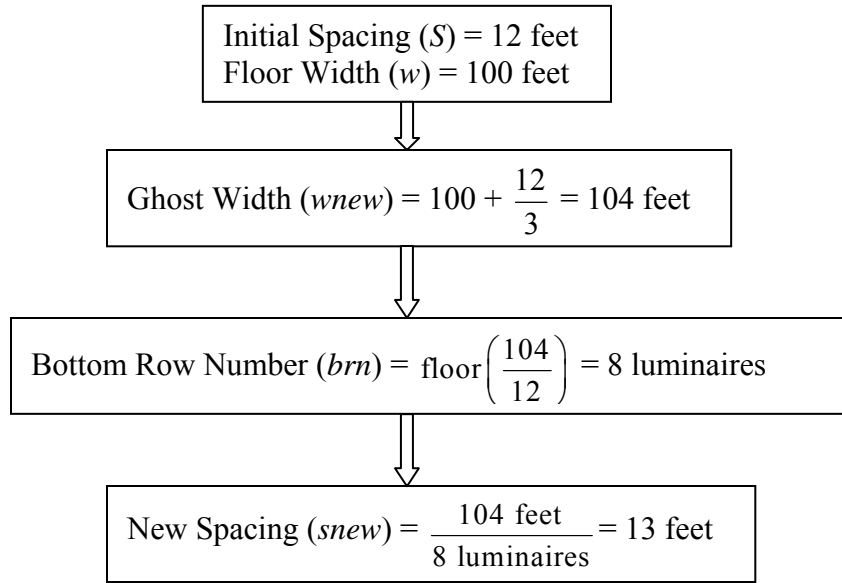 Initial Spacing (S) = 12 feet
Floor Width (w) = 100 feet
Ghost Width (wnew) = 100 + 12/3 = 104 feet
Bottom Row Number (brn) = floor(104/12) = 8 luminaires
New Spacing (snew) = 104 feet/8 luminaires = 13 feet